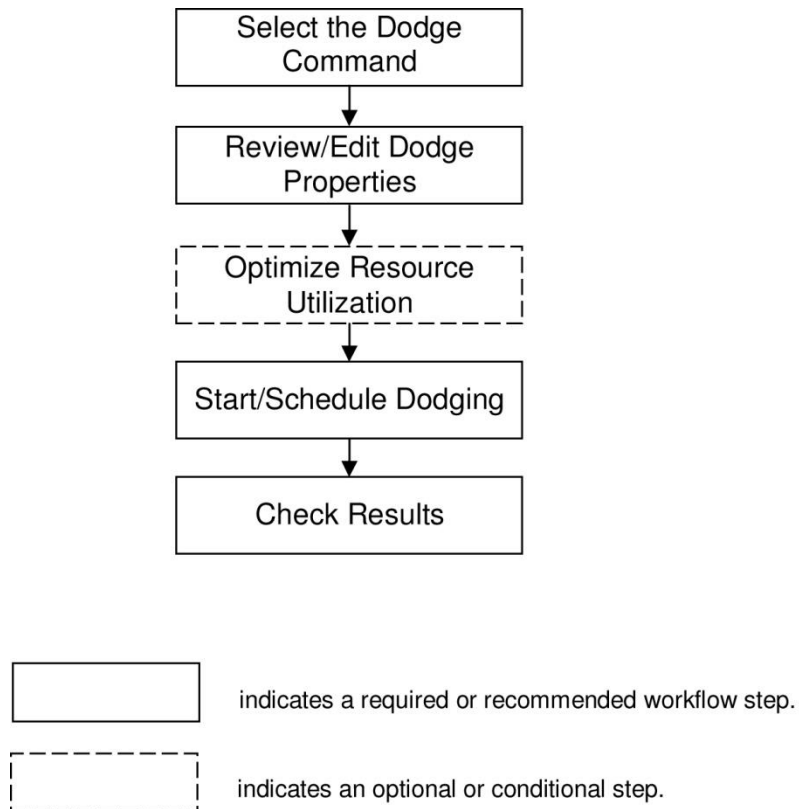 Select the Dodge
Command
Review/Edit Dodge
Properties
Optimize Resource
Utilization
Start/Schedule Dodging
Check Results
indicates a required or recommended workflow step.
indicates an optional or conditional step.